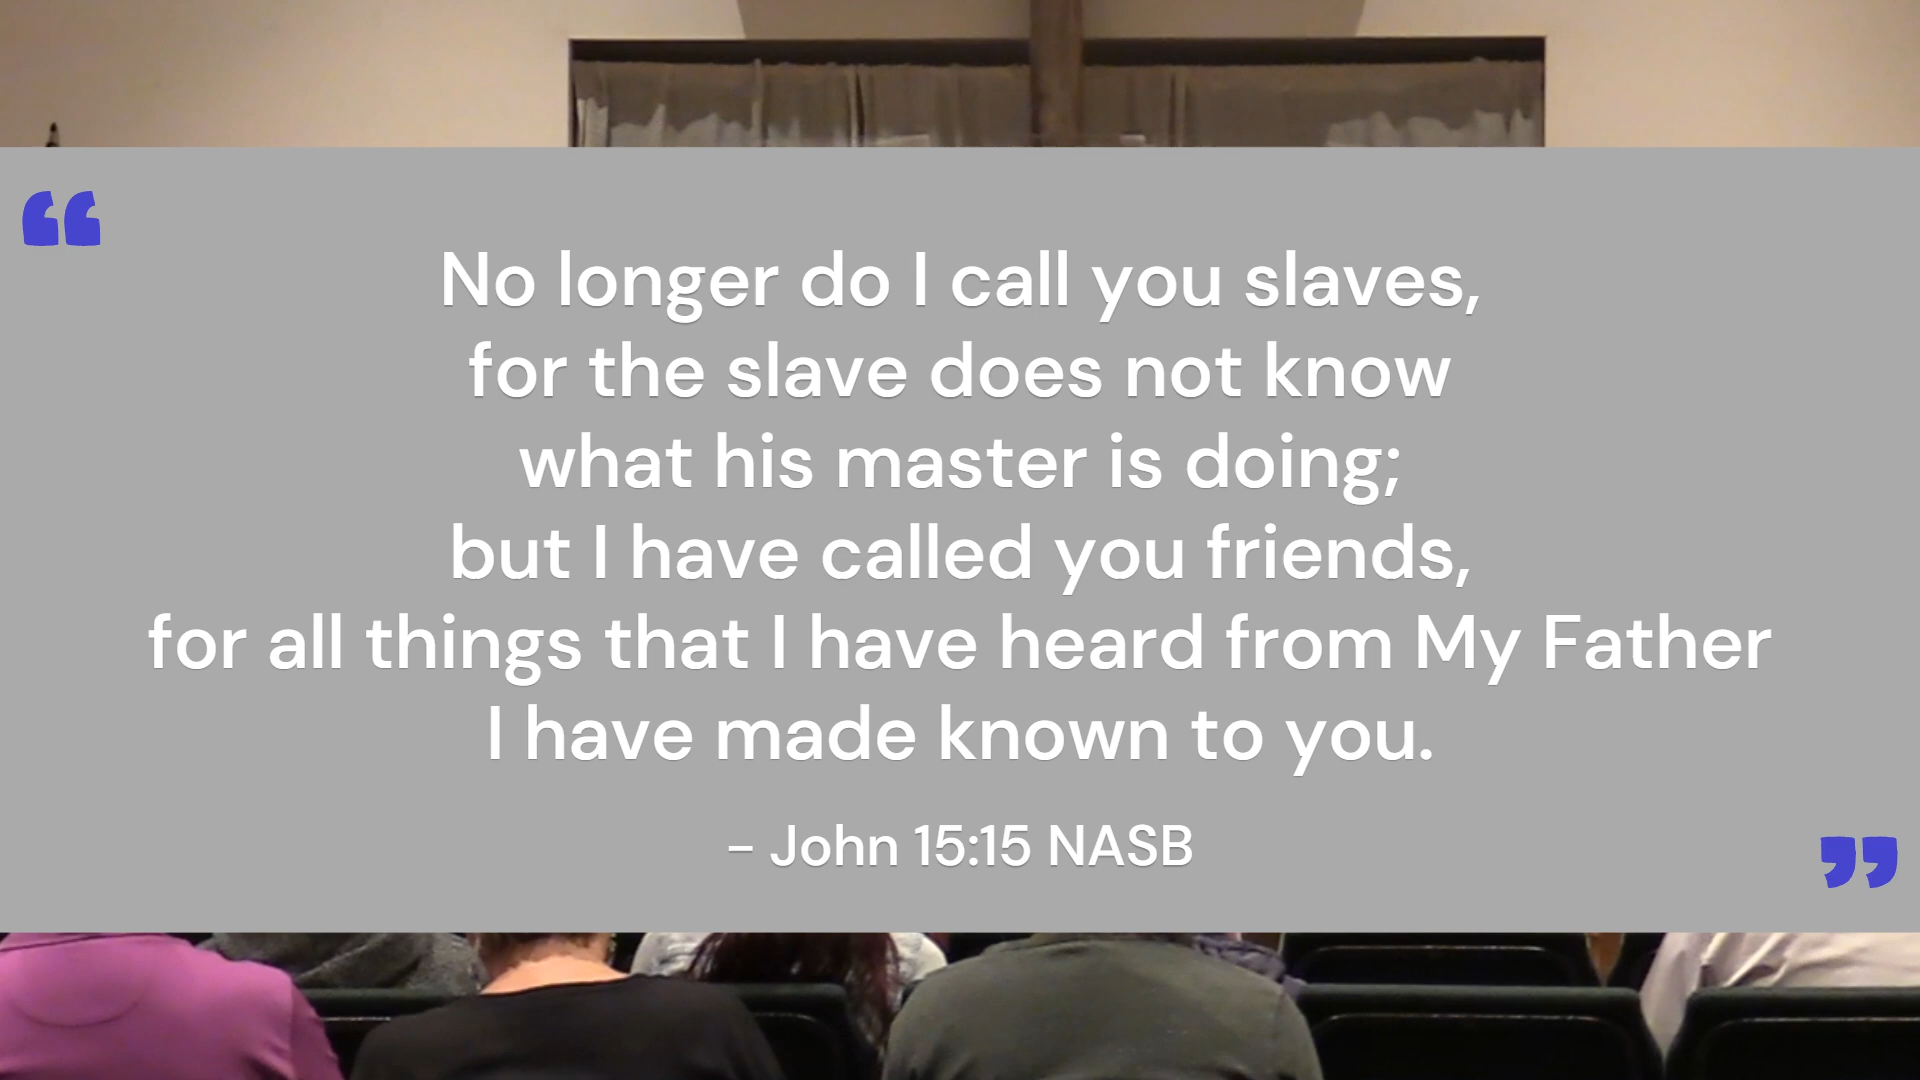 “
No longer do I call you slaves,
for the slave does not know
what his master is doing;
but I have called you friends,
for all things that I have heard from My Father
I have made known to you.
– John 15:15 NASB
”